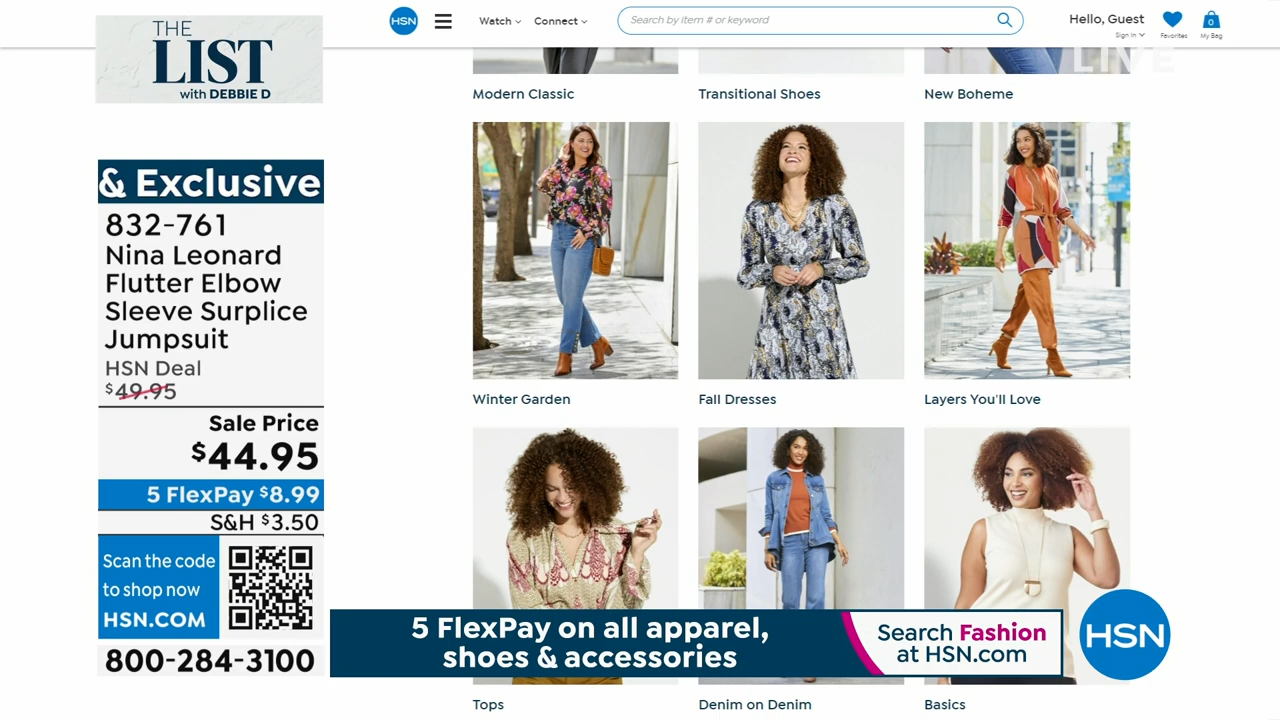 THE
LIST
with DEBBIE D
HSN
Watch
Connect
Search by item # or keyword
Hello, Guest
Sign In
Favorites
0
My Bag
LIVE
Modern Classic
Transitional Shoes
New Boheme
& Exclusive
832-761
Nina Leonard
Flutter Elbow
Sleeve Surplice
Jumpsuit
HSN Deal
$49.95
Sale Price
$44.95
5 FlexPay $8.99
S&H $3.50
Scan the code
to shop now
HSN.COM
800-284-3100
Winter Garden
Fall Dresses
Layers You'll Love
5 FlexPay on all apparel,
shoes & accessories
Search Fashion
at HSN.com
HSN
Tops
Denim on Denim
Basics